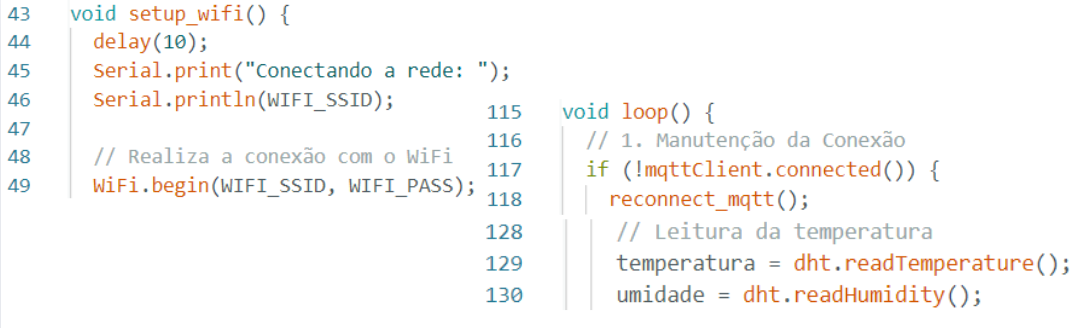 43 void setup_wifi() {
44 delay(10);
45 Serial.print("Conectando a rede: ");
46 Serial.println(WIFI_SSID);
47
48 // Realiza a conexão com o WiFi
49 WiFi.begin(WIFI_SSID, WIFI_PASS);
115 void loop() {
116 // 1. Manutenção da Conexão
117 if (!mqttClient.connected()) {
118 reconnect_mqtt();
128 // Leitura da temperatura
129 temperatura = dht.readTemperature();
130 umidade = dht.readHumidity();